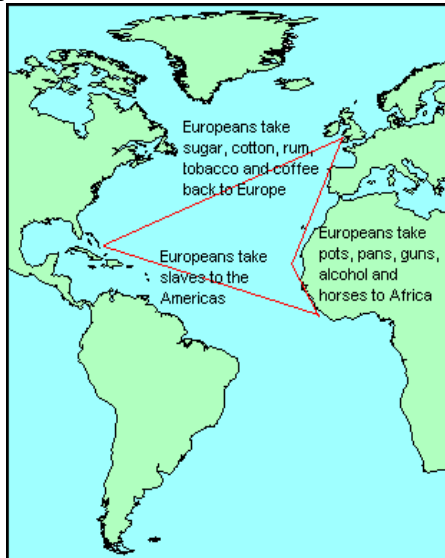 Europeans take
sugar, cotton, rum,
tobacco and coffee
back to Europe
Europeans take
slaves to the
Americas
Europeans take
pots, pans, guns,
alcohol and
horses to Africa